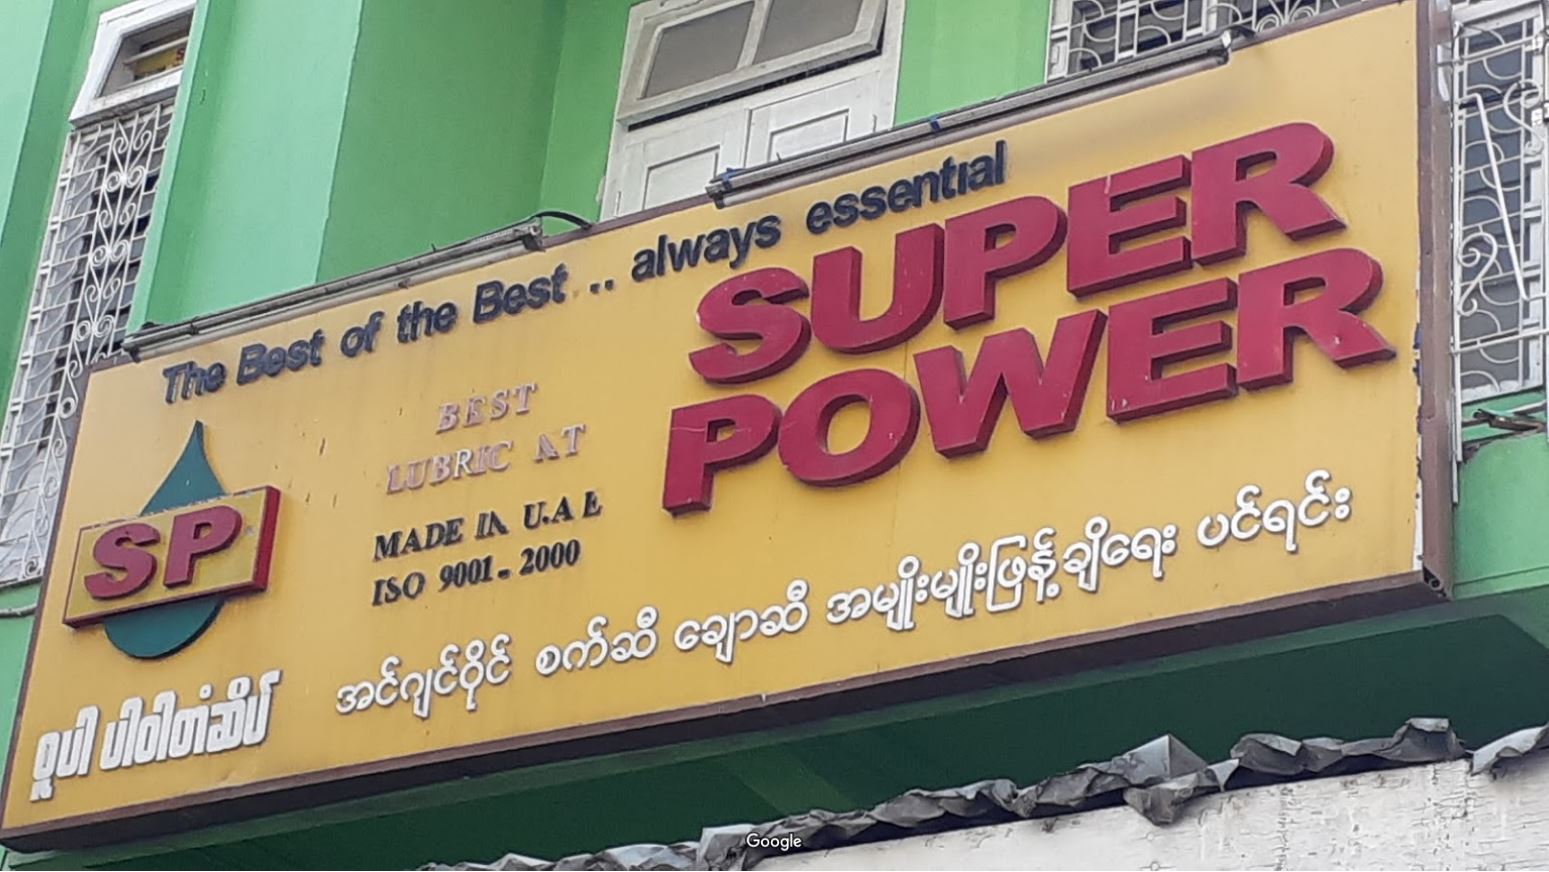 The Best of the Best .. always essential
SUPER
POWER
BEST
LUBRIC AT
MADE IN U.A E
ISO 9001-2000
SP
စူပါ ပါဝါတံဆိပ်
အင်ဂျင်ဝိုင် စက်ဆီ ချောဆီ အမျိုးမျိုးဖြန့်ချိရေး ပင်ရင်း
Google